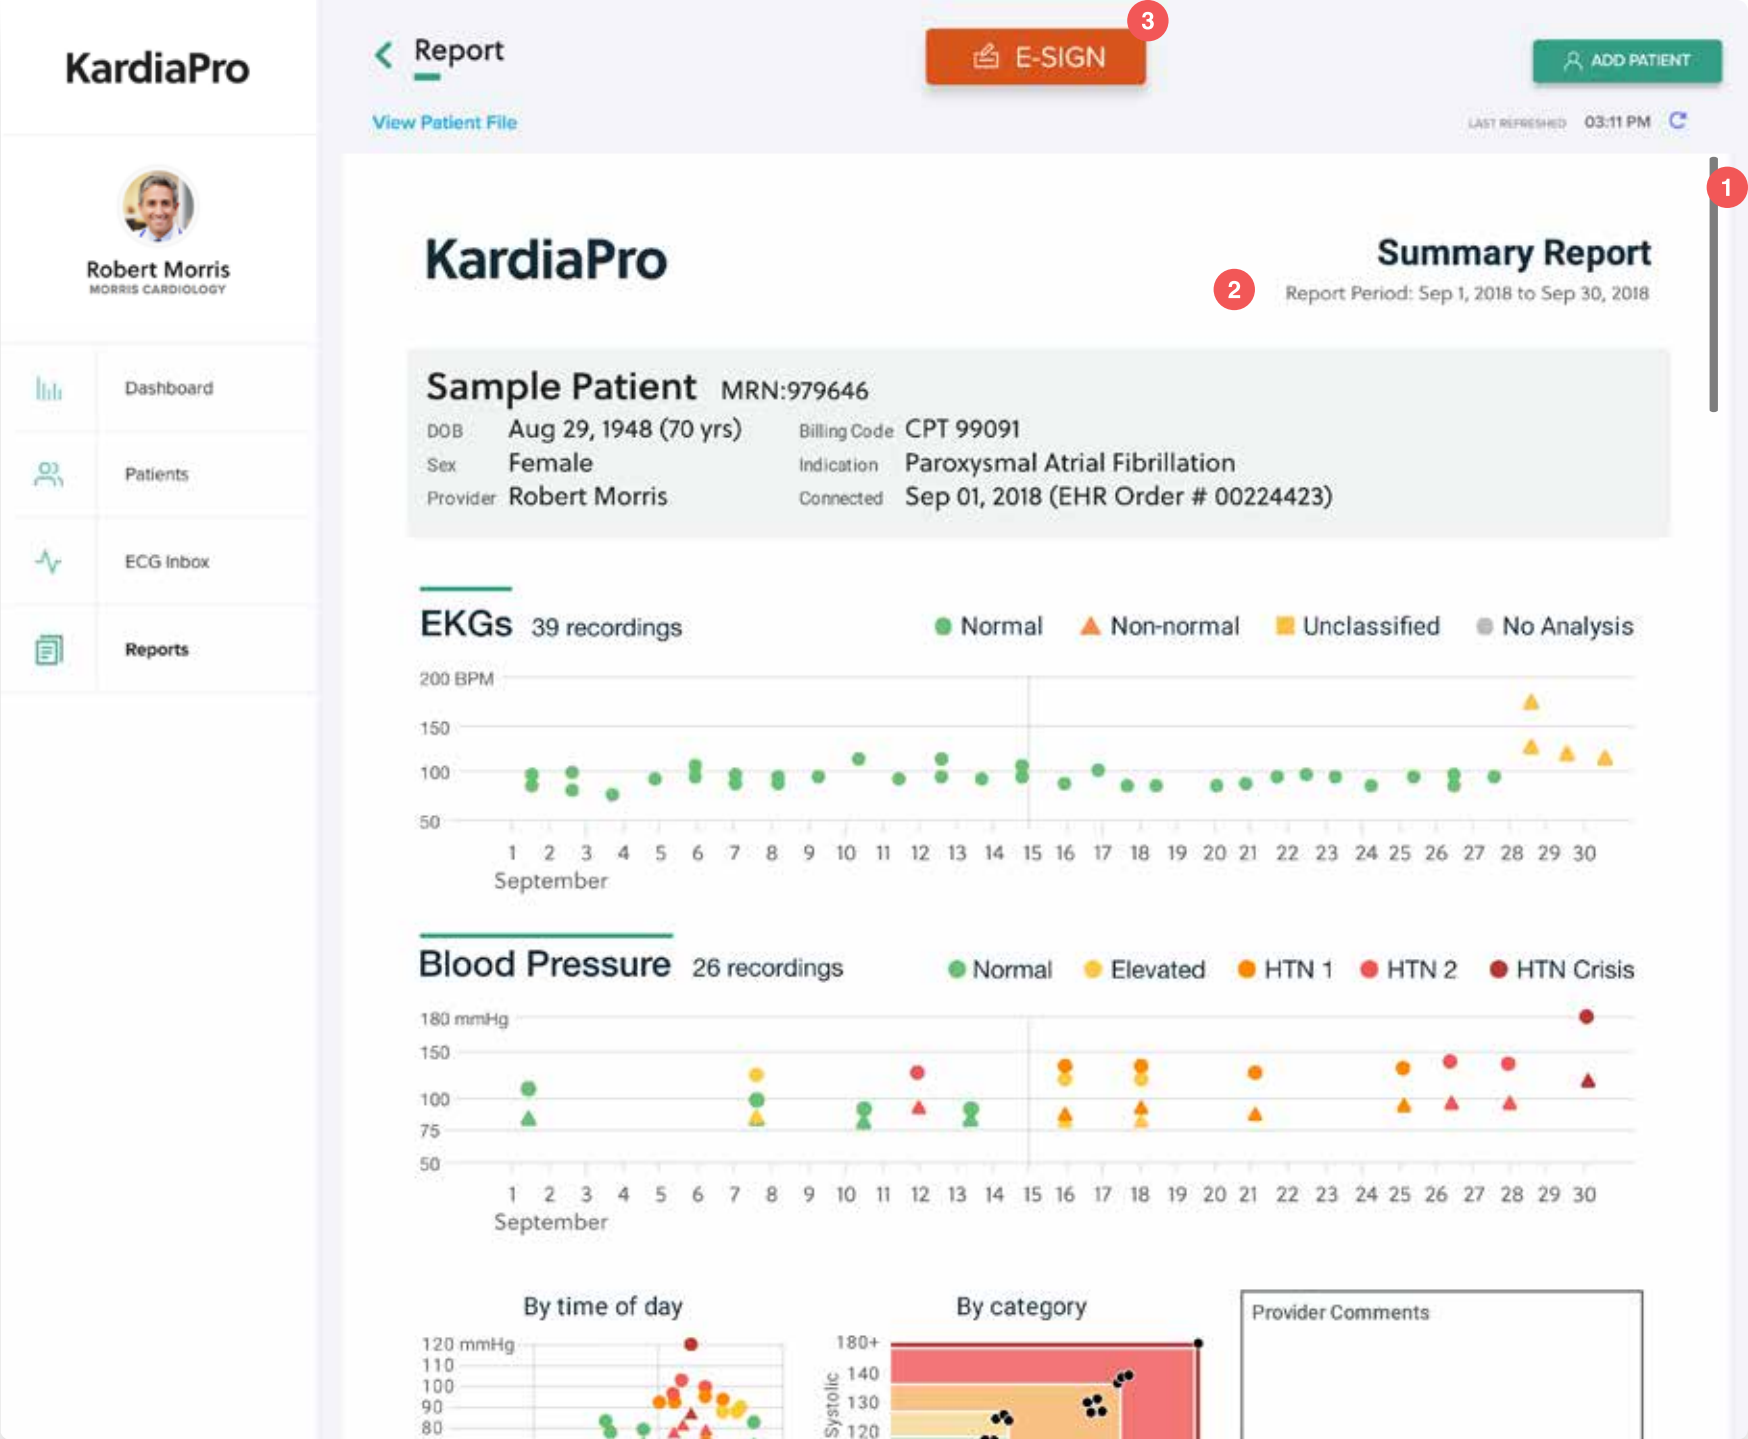 KardiaPro
Robert Morris
MORRIS CARDIOLOGY
Dashboard
Patients
ECG Inbox
Reports
Report
E-SIGN
3
ADD PATIENT
View Patient File
LAST REFRESHED 03:11 PM
1
KardiaPro
Summary Report
2
Report Period: Sep 1, 2018 to Sep 30, 2018
Sample Patient MRN:979646
DOB Aug 29, 1948 (70 yrs) Billing Code CPT 99091
Sex Female Indication Paroxysmal Atrial Fibrillation
Provider Robert Morris Connected Sep 01, 2018 (EHR Order # 00224423)
EKGs 39 recordings Normal Non-normal Unclassified No Analysis
200 BPM
150
100
50
1 2 3 4 5 6 7 8 9 10 11 12 13 14 15 16 17 18 19 20 21 22 23 24 25 26 27 28 29 30
September
Blood Pressure 26 recordings Normal Elevated HTN 1 HTN 2 HTN Crisis
180 mmHg
150
100
75
50
1 2 3 4 5 6 7 8 9 10 11 12 13 14 15 16 17 18 19 20 21 22 23 24 25 26 27 28 29 30
September
By time of day
120 mmHg
110
100
90
80
By category
180+
140
130
120
Systolic
Provider Comments